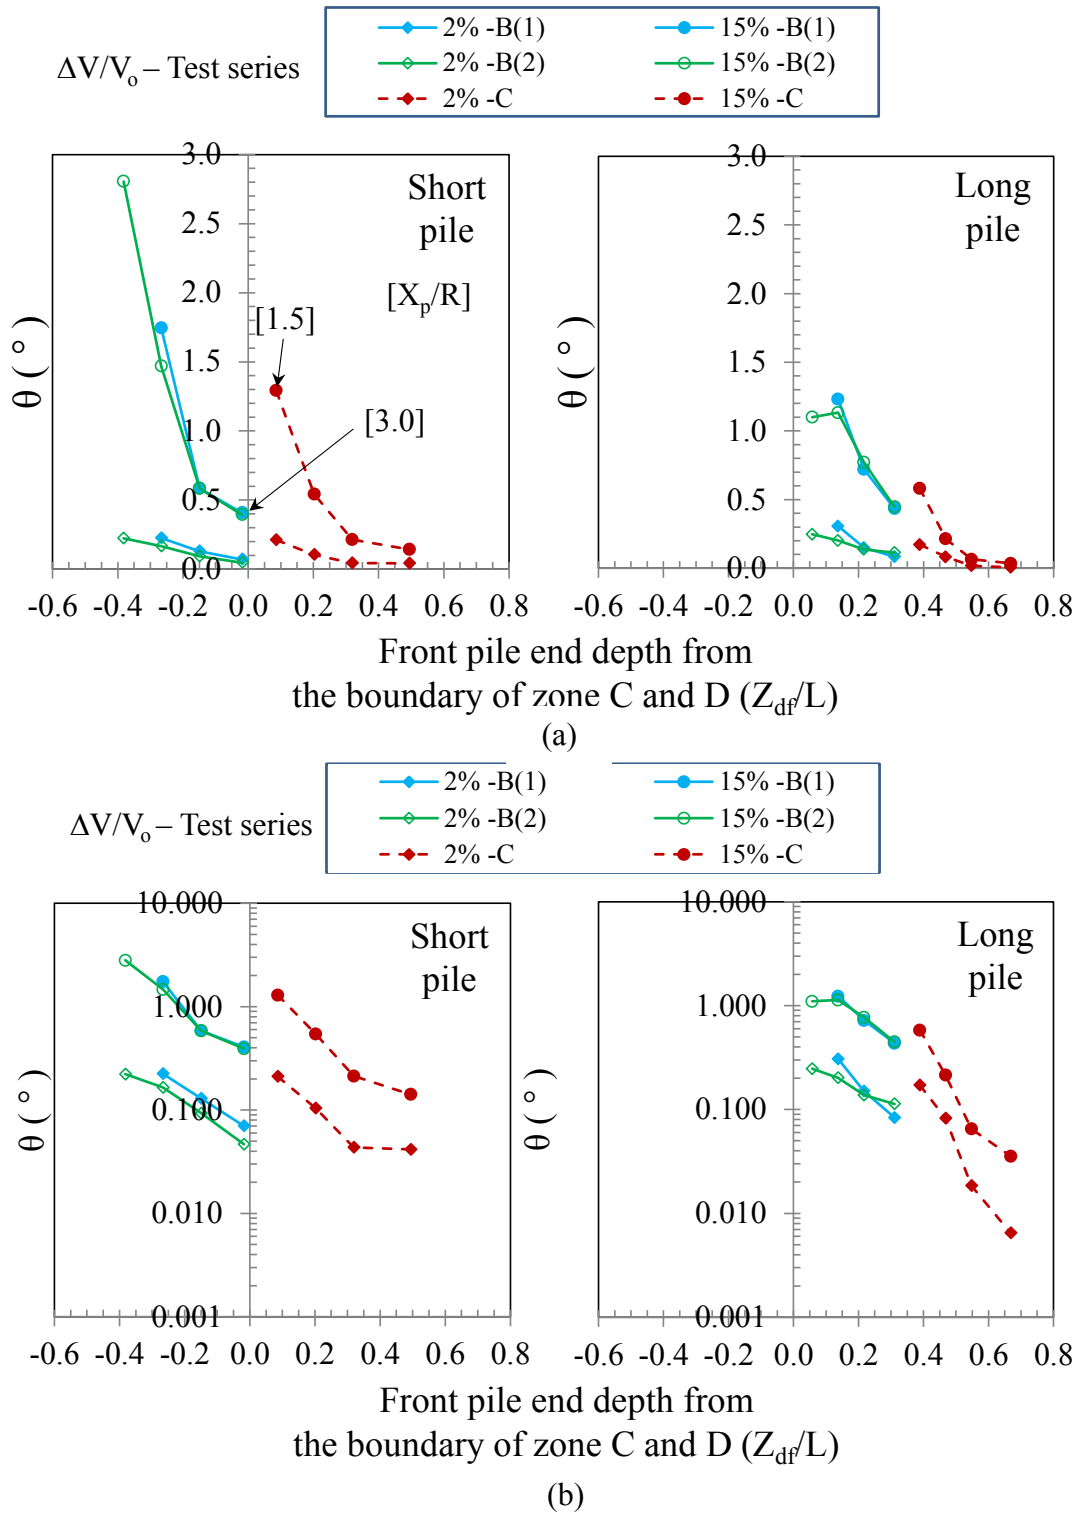 ΔV/Vo – Test series
2% -B(1) 15% -B(1)
2% -B(2) 15% -B(2)
2% -C 15% -C
3.0
2.5
2.0
1.5
1.0
0.5
0.0
-0.6 -0.4 -0.2 0.0 0.2 0.4 0.6 0.8
θ ( ° )
Short
pile
[Xp/R]
[1.5]
[3.0]
3.0
2.5
2.0
1.5
1.0
0.5
0.0
-0.6 -0.4 -0.2 0.0 0.2 0.4 0.6 0.8
θ ( ° )
Long
pile
Front pile end depth from
the boundary of zone C and D (Zdf/L)
(a)
ΔV/Vo – Test series
2% -B(1) 15% -B(1)
2% -B(2) 15% -B(2)
2% -C 15% -C
10.000
1.000
0.100
0.010
0.001
-0.6 -0.4 -0.2 0.0 0.2 0.4 0.6 0.8
θ ( ° )
Short
pile
10.000
1.000
0.100
0.010
0.001
-0.6 -0.4 -0.2 0.0 0.2 0.4 0.6 0.8
θ ( ° )
Long
pile
Front pile end depth from
the boundary of zone C and D (Zdf/L)
(b)